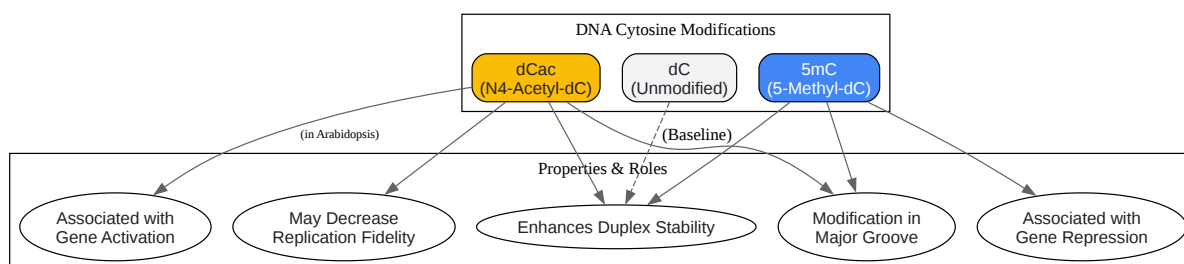 DNA Cytosine Modifications
dCac
(N4-Acetyl-dC)
dC
(Unmodified)
5mC
(5-Methyl-dC)
(in Arabidopsis)
(Baseline)
Properties & Roles
Associated with
Gene Activation
May Decrease
Replication Fidelity
Enhances Duplex Stability
Modification in
Major Groove
Associated with
Gene Repression